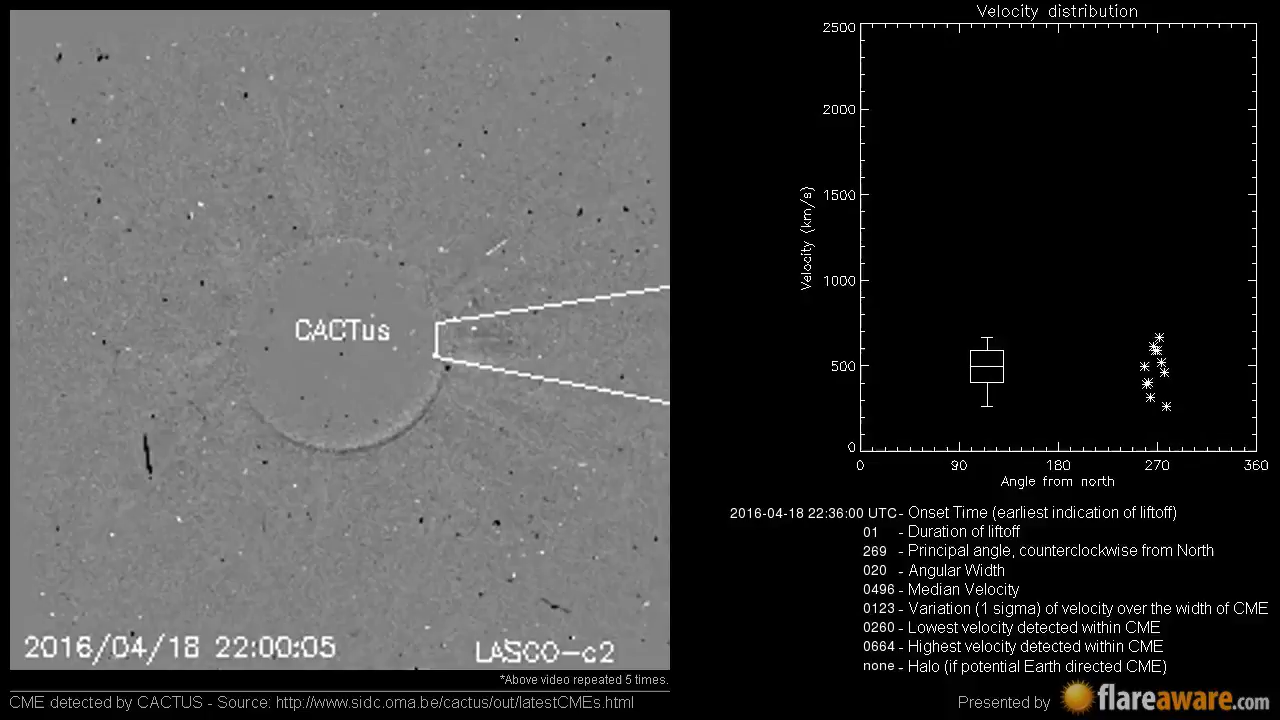 CACTus
2016/04/18 22:00:05
LASCO-c2
*Above video repeated 5 times.
CME detected by CACTUS - Source: http://www.sidc.oma.be/cactus/out/latestCMEs.html
Velocity distribution
2500
2000
1500
1000
500
0
Velocity (km/s)
0 90 180 270 360
Angle from north
2016-04-18 22:36:00 UTC - Onset Time (earliest indication of liftoff)
01 - Duration of liftoff
269 - Principal angle, counterclockwise from North
020 - Angular Width
0496 - Median Velocity
0123 - Variation (1 sigma) of velocity over the width of CME
0260 - Lowest velocity detected within CME
0664 - Highest velocity detected within CME
none - Halo (if potential Earth directed CME)
Presented by flareaware.com